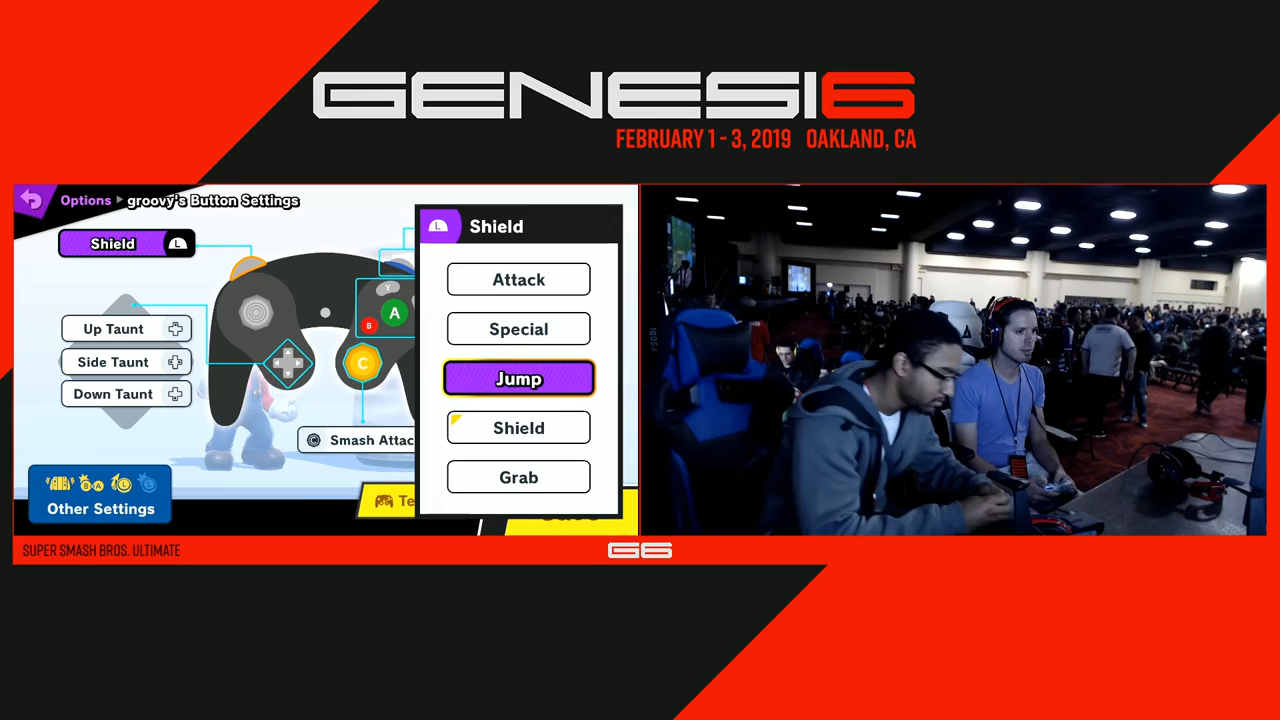 GENESI6
FEBRUARY 1 - 3, 2019 OAKLAND, CA
Options ▸ groovy's Button Settings
Shield L
Up Taunt
Side Taunt
Down Taunt
Y
A
B
C
C Smash Attac
B+A L L
Other Settings
Te
L Shield
Attack
Special
Jump
Shield
Grab
SUPER SMASH BROS. ULTIMATE
G6